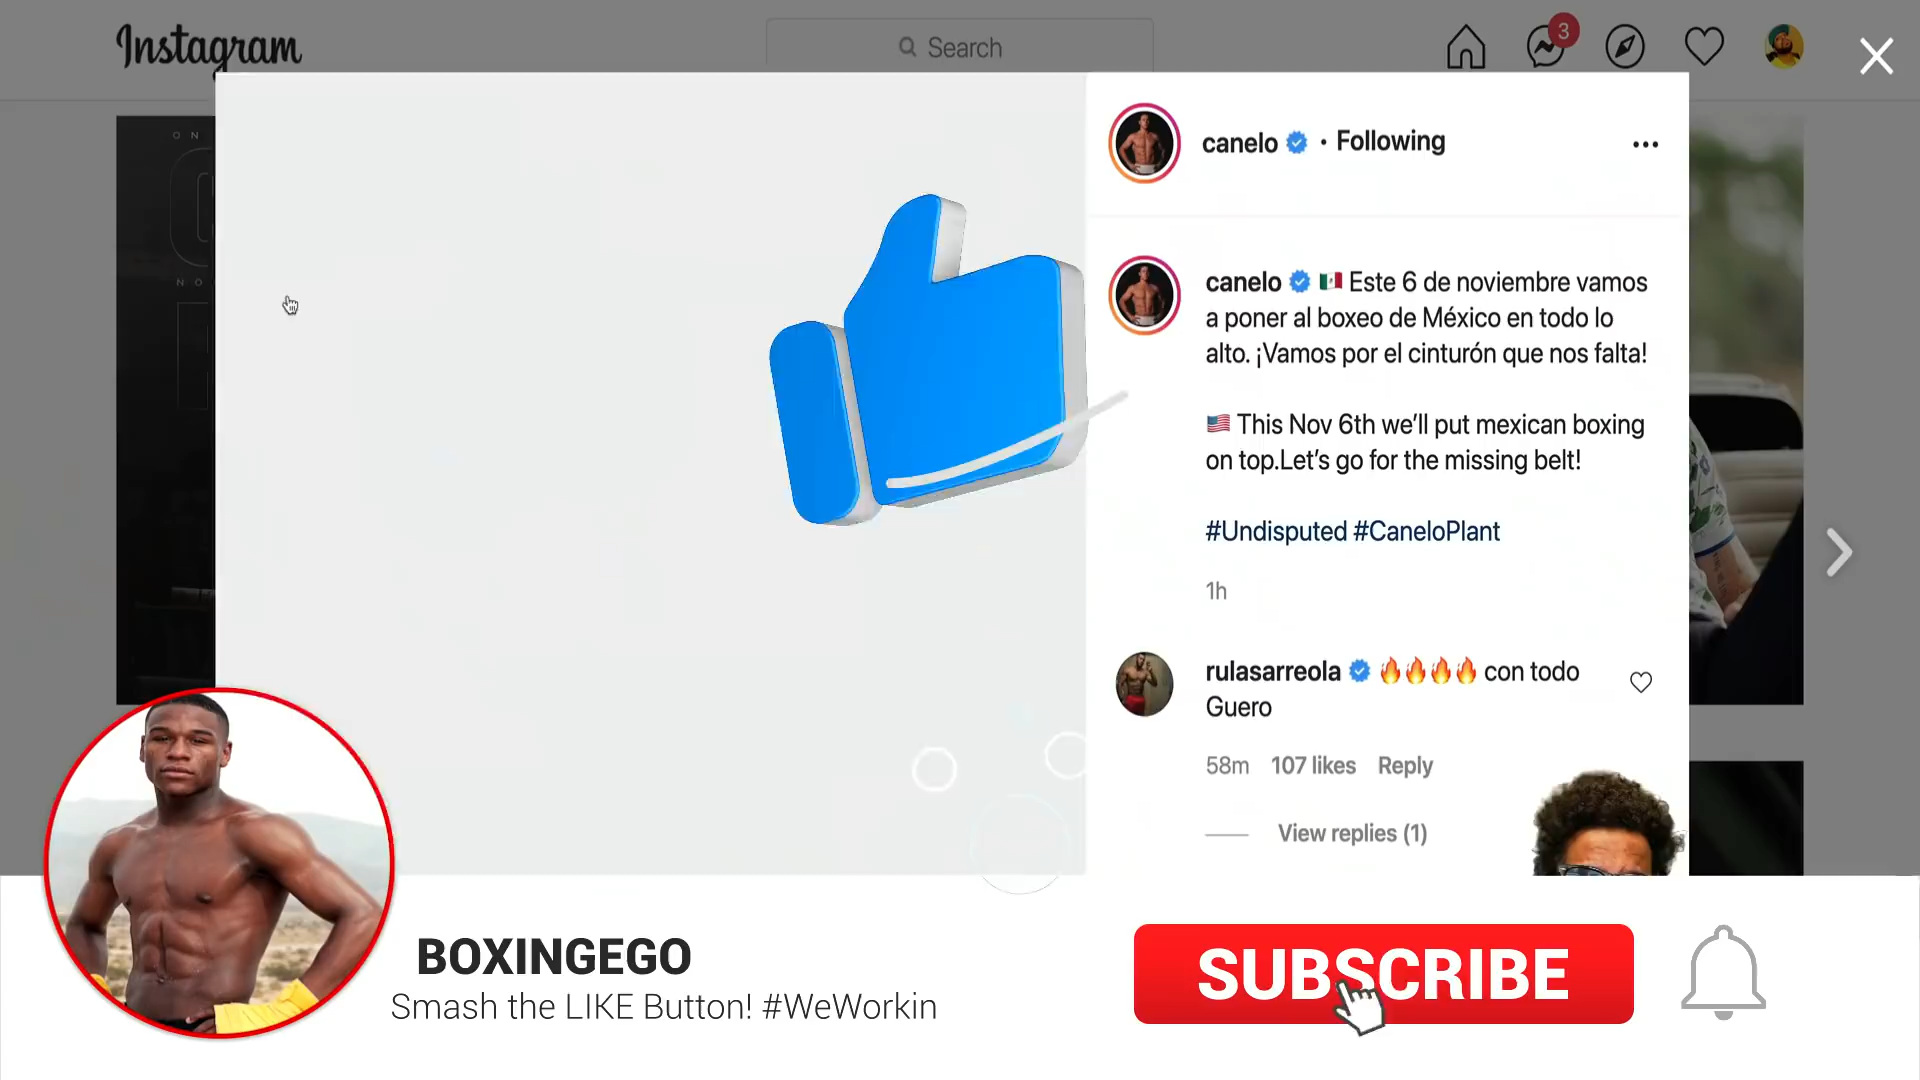 Instagram
Search
3
ON
NO
canelo • Following
canelo 🇲🇽 Este 6 de noviembre vamos
a poner al boxeo de México en todo lo
alto. ¡Vamos por el cinturón que nos falta!
🇺🇸 This Nov 6th we'll put mexican boxing
on top.Let's go for the missing belt!
#Undisputed #CaneloPlant
1h
rulasarreola 🔥🔥🔥🔥 con todo
Guero
58m 107 likes Reply
View replies (1)
BOXINGEGO
Smash the LIKE Button! #WeWorkin
SUBSCRIBE